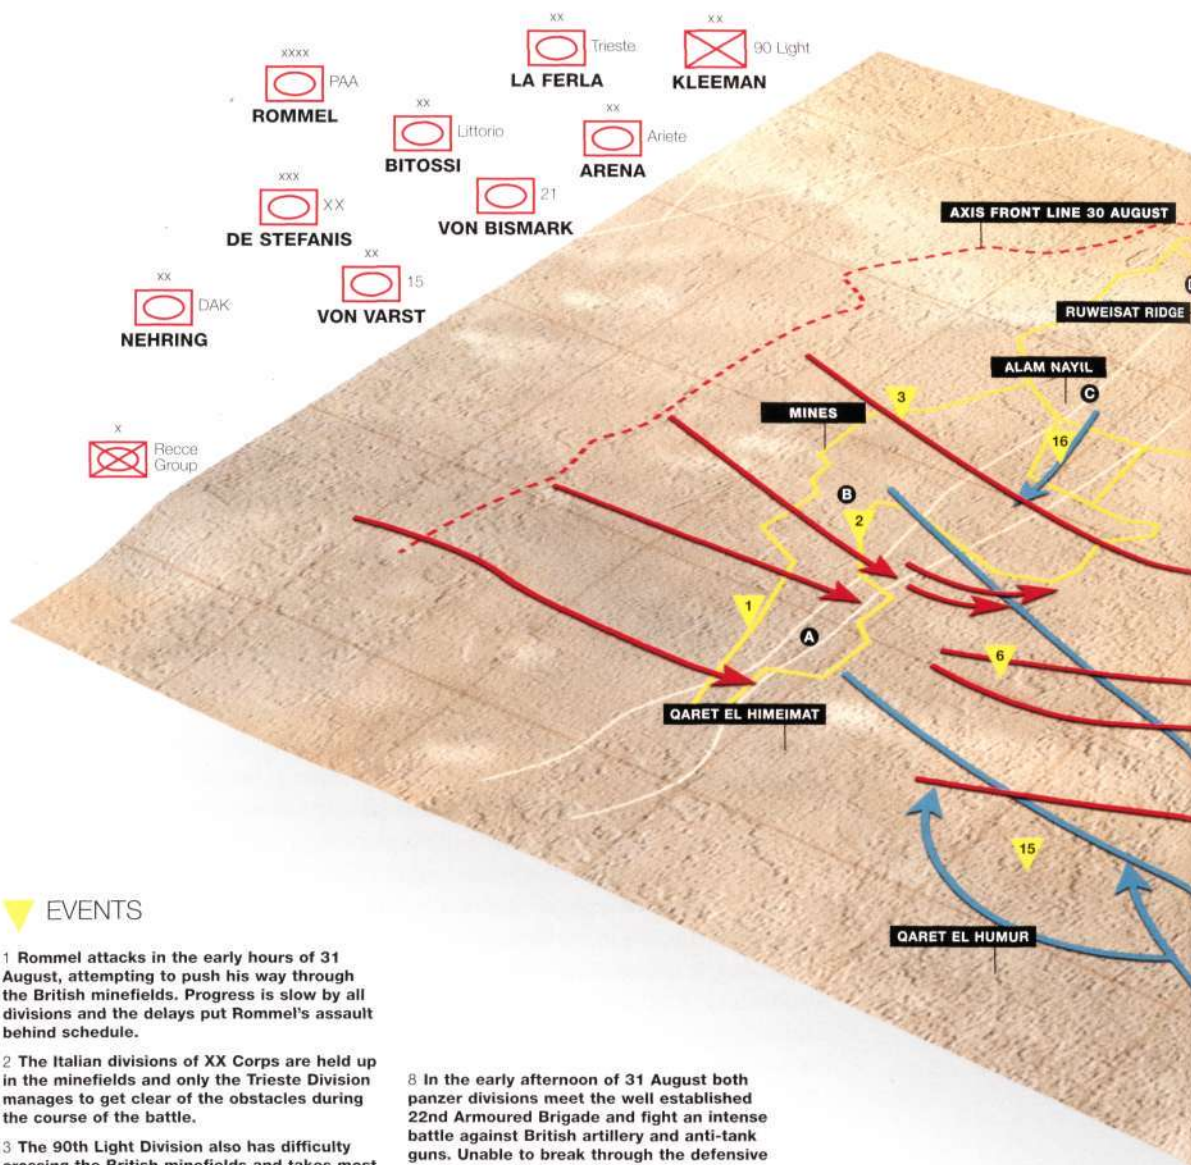 xx
Trieste
LA FERLA
xx
90 Light
KLEEMAN
xxxx
PAA
ROMMEL
xx
Littorio
BITOSSI
xx
Ariete
ARENA
xxx
XX
DE STEFANIS
21
VON BISMARK
xx
15
VON VARST
xx
DAK
NEHRING
x
Recce
Group
AXIS FRONT LINE 30 AUGUST
RUWEISAT RIDGE
ALAM NAYIL
C
MINES
3
16
B
2
1
A
6
QARET EL HIMEIMAT
15
QARET EL HUMUR
EVENTS
1 Rommel attacks in the early hours of 31
August, attempting to push his way through
the British minefields. Progress is slow by all
divisions and the delays put Rommel's assault
behind schedule.
2 The Italian divisions of XX Corps are held up
in the minefields and only the Trieste Division
manages to get clear of the obstacles during
the course of the battle.
3 The 90th Light Division also has difficulty
crossing the British minefields and takes most
8 In the early afternoon of 31 August both
panzer divisions meet the well established
22nd Armoured Brigade and fight an intense
battle against British artillery and anti-tank
guns. Unable to break through the defensive